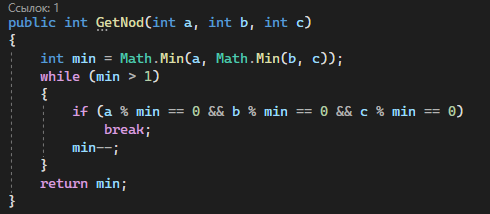 Ссылок: 1
public int GetNod(int a, int b, int c)
{
    int min = Math.Min(a, Math.Min(b, c));
    while (min > 1)
    {
        if (a % min == 0 && b % min == 0 && c % min == 0)
            break;
        min--;
    }
    return min;
}